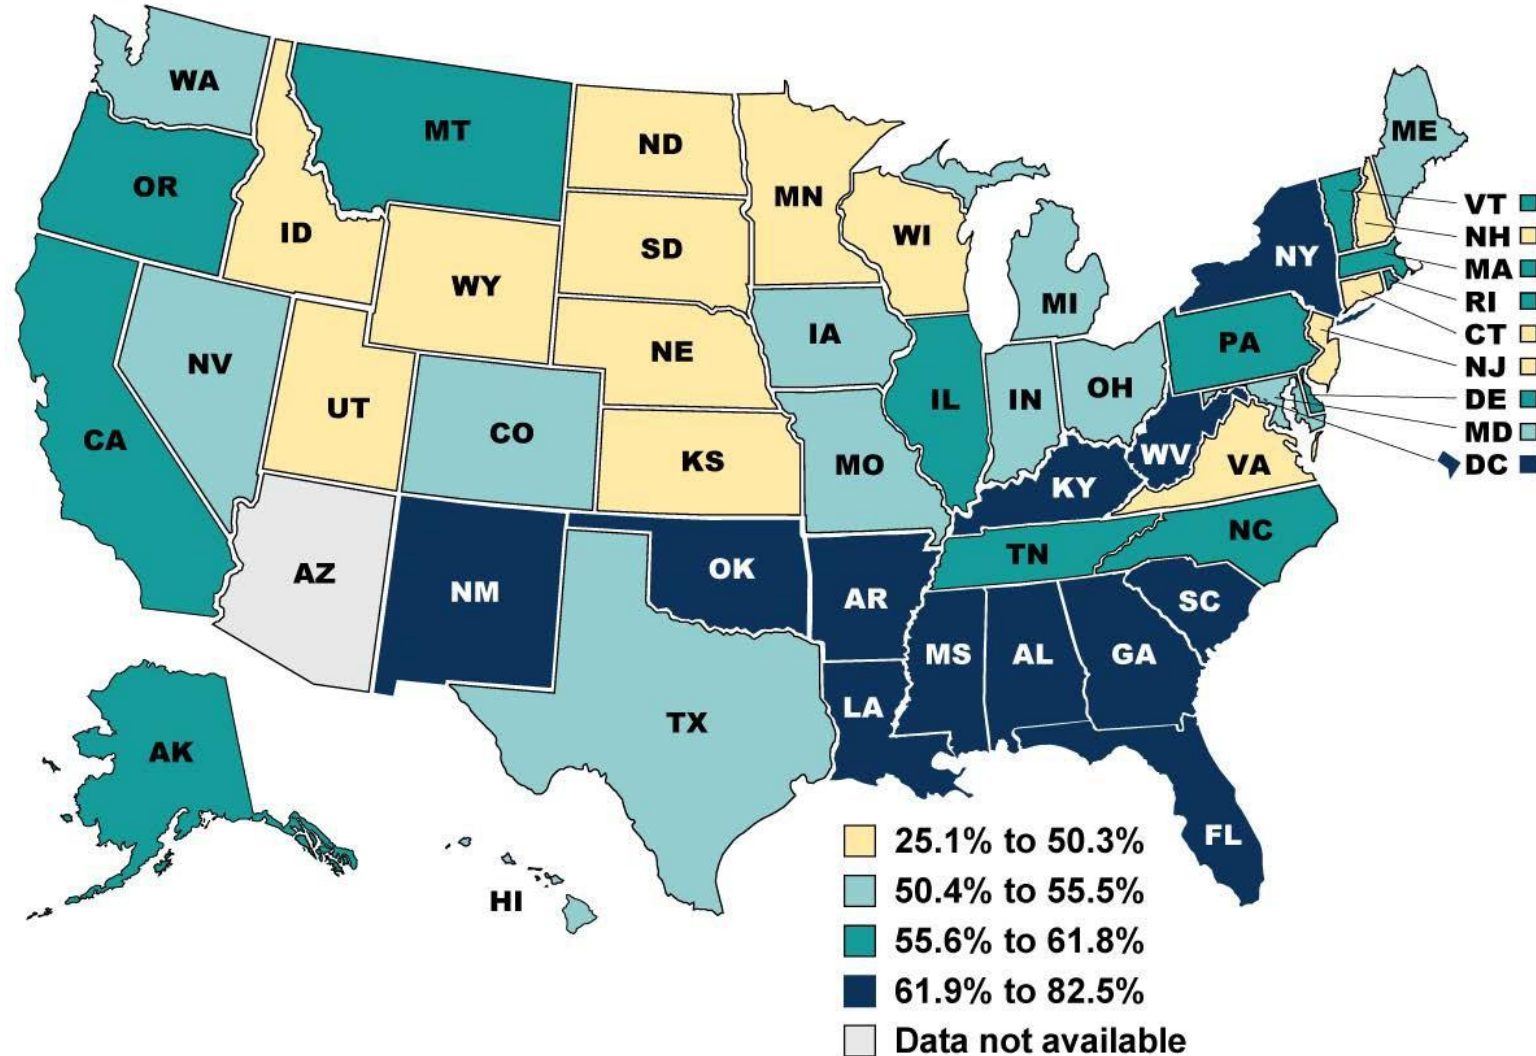 WA
MT
ME
ND
OR
MN
VT
ID
WI
NH
SD
NY
MA
WY
MI
RI
IA
CT
NV
NE
PA
NJ
UT
IL
IN
OH
DE
CA
CO
MD
KS
MO
WV
VA
DC
KY
NC
AZ
OK
TN
NM
AR
SC
MS
AL
GA
LA
TX
AK
FL
HI
25.1% to 50.3%
50.4% to 55.5%
55.6% to 61.8%
61.9% to 82.5%
Data not available